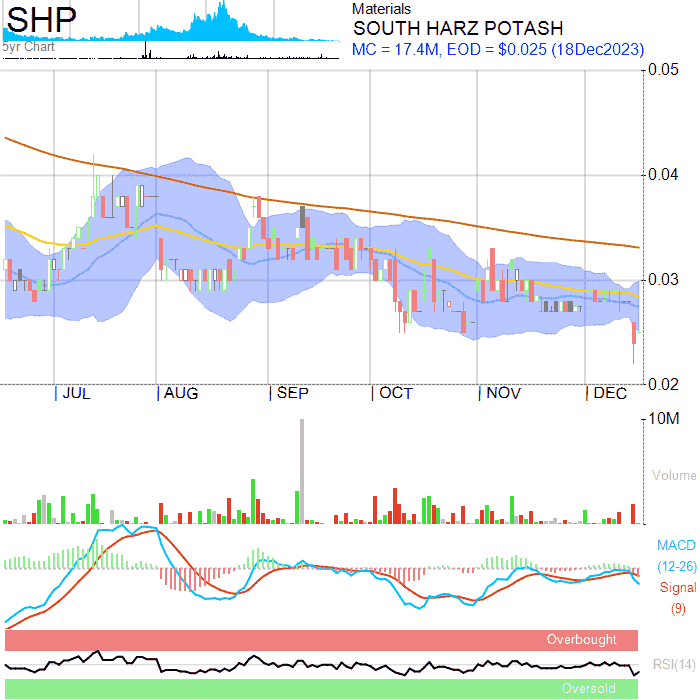 SHP
5yr Chart
Materials
SOUTH HARZ POTASH
MC = 17.4M, EOD = $0.025 (18Dec2023)
0.05
0.04
0.03
0.02
JUL AUG SEP OCT NOV DEC
10M
Volume
0
MACD
(12-26)
Signal
(9)
Overbought
RSI(14)
Oversold